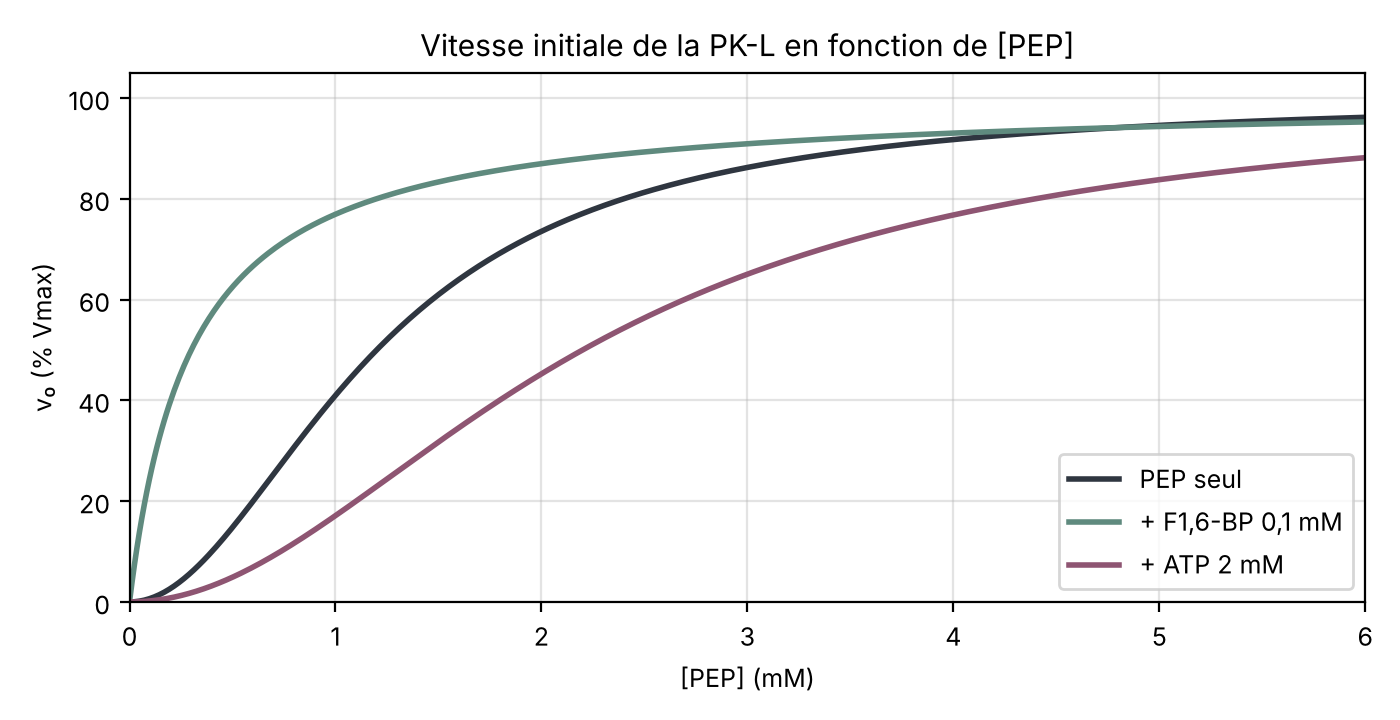 Vitesse initiale de la PK-L en fonction de [PEP]
v₀ (% Vmax)
100
80
60
40
20
0
0 1 2 3 4 5 6
[PEP] (mM)
PEP seul
+ F1,6-BP 0,1 mM
+ ATP 2 mM